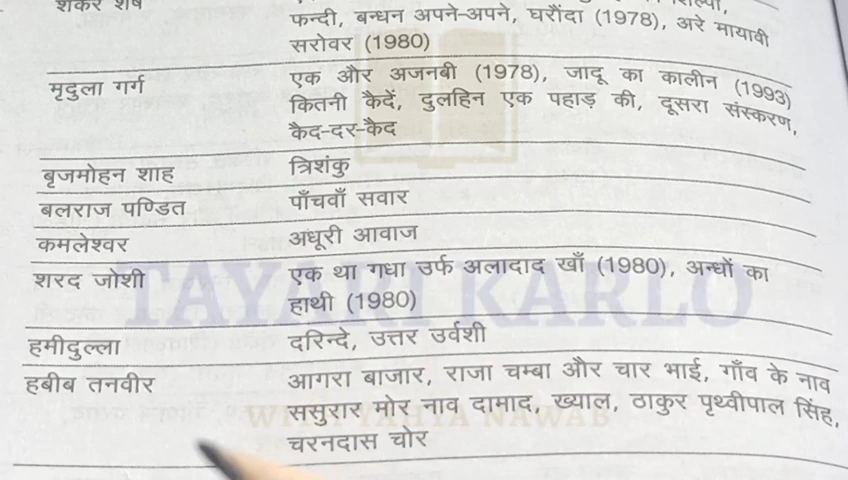 शंकर शेष
फन्दी, बन्धन अपने-अपने, घरौंदा (1978), अरे मायावी
सरोवर (1980)
मृदुला गर्ग
एक और अजनबी (1978), जादू का कालीन (1993)
कितनी कैदें, दुलहिन एक पहाड़ की, दूसरा संस्करण,
कैद-दर-कैद
बृजमोहन शाह
त्रिशंकु
बलराज पण्डित
पाँचवाँ सवार
कमलेश्वर
अधूरी आवाज
शरद जोशी
एक था गधा उर्फ अलादाद खाँ (1980), अन्धों का
हाथी (1980)
हमीदुल्ला
दरिन्दे, उत्तर उर्वशी
हबीब तनवीर
आगरा बाजार, राजा चम्बा और चार भाई, गाँव के नाव
ससुरार मोर नाव दामाद, ख्याल, ठाकुर पृथ्वीपाल सिंह,
चरनदास चोर
TAYARI KARLO
WITH YAHYA NAWAB